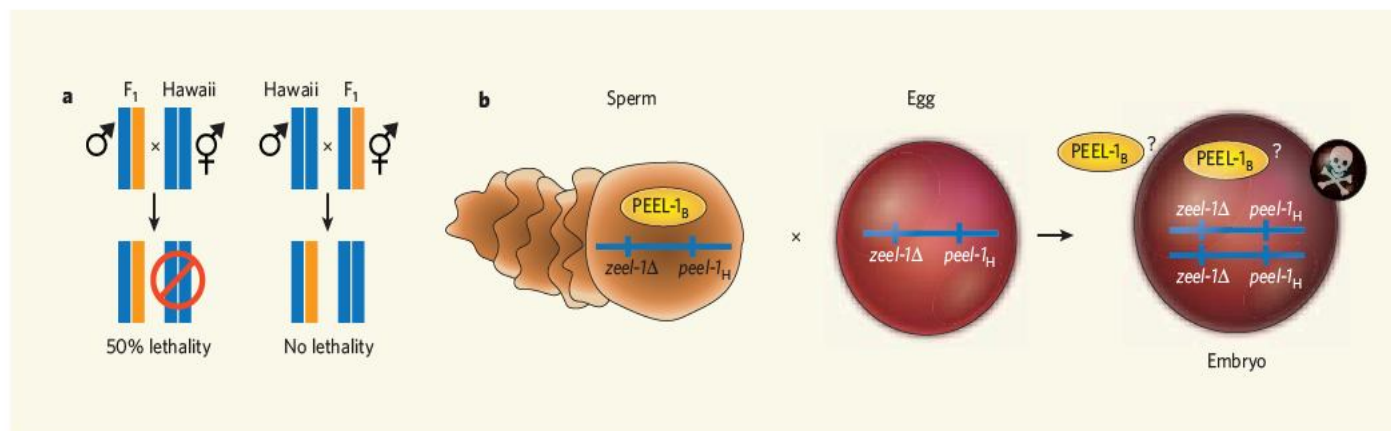 a
F1 Hawaii
Hawaii F1
×
×
50% lethality
No lethality
b
Sperm
PEEL-1B
zeel-1Δ peel-1H
×
Egg
zeel-1Δ peel-1H
PEEL-1B ?
PEEL-1B ?
zeel-1Δ peel-1H
zeel-1Δ peel-1H
Embryo